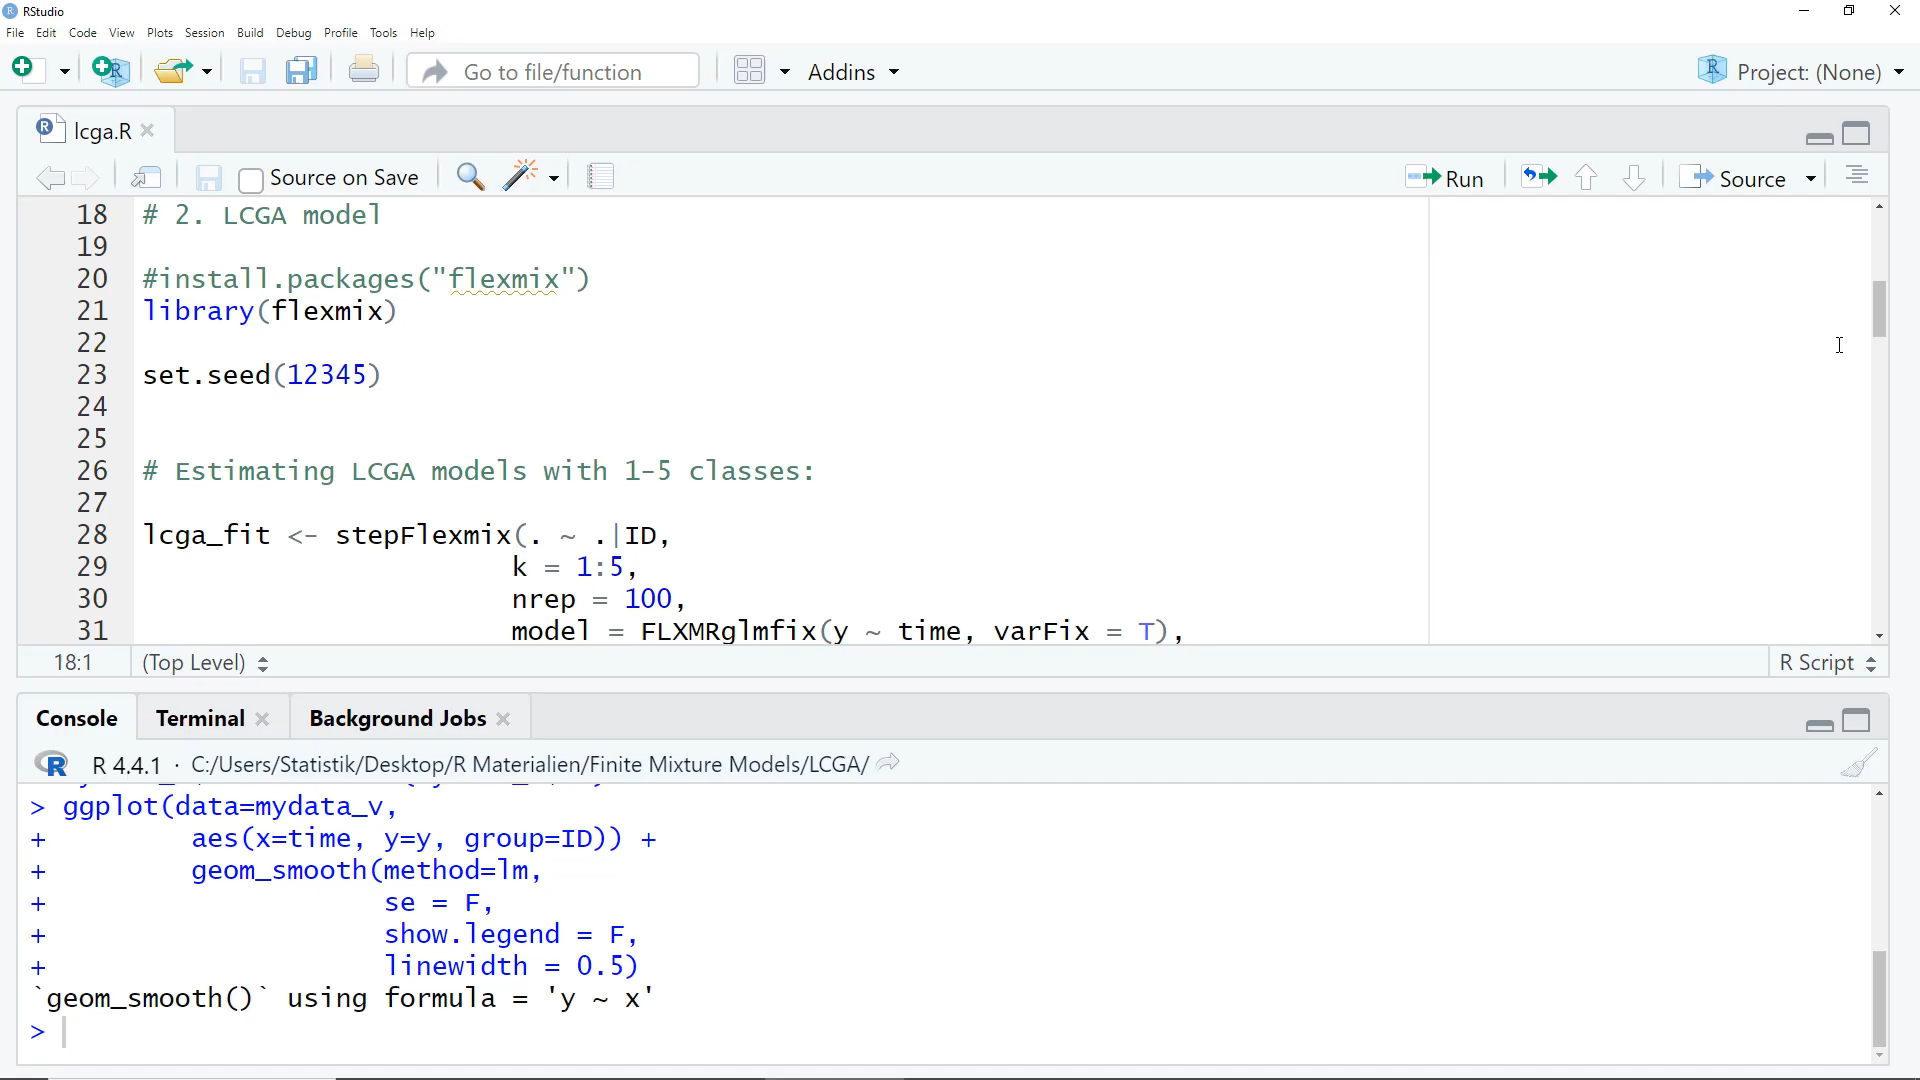 RStudio
File Edit Code View Plots Session Build Debug Profile Tools Help
Go to file/function Addins Project: (None)
lcga.R
Source on Save Run Source
18 # 2. LCGA model
19
20 #install.packages("flexmix")
21 library(flexmix)
22
23 set.seed(12345)
24
25
26 # Estimating LCGA models with 1-5 classes:
27
28 lcga_fit <- stepFlexmix(. ~ .|ID,
29 k = 1:5,
30 nrep = 100,
31 model = FLXMRglmfix(y ~ time, varFix = T),
18:1 (Top Level) R Script
Console Terminal Background Jobs
R 4.4.1 · C:/Users/Statistik/Desktop/R Materialien/Finite Mixture Models/LCGA/
> ggplot(data=mydata_v,
+ aes(x=time, y=y, group=ID)) +
+ geom_smooth(method=lm,
+ se = F,
+ show.legend = F,
+ linewidth = 0.5)
`geom_smooth()` using formula = 'y ~ x'
>